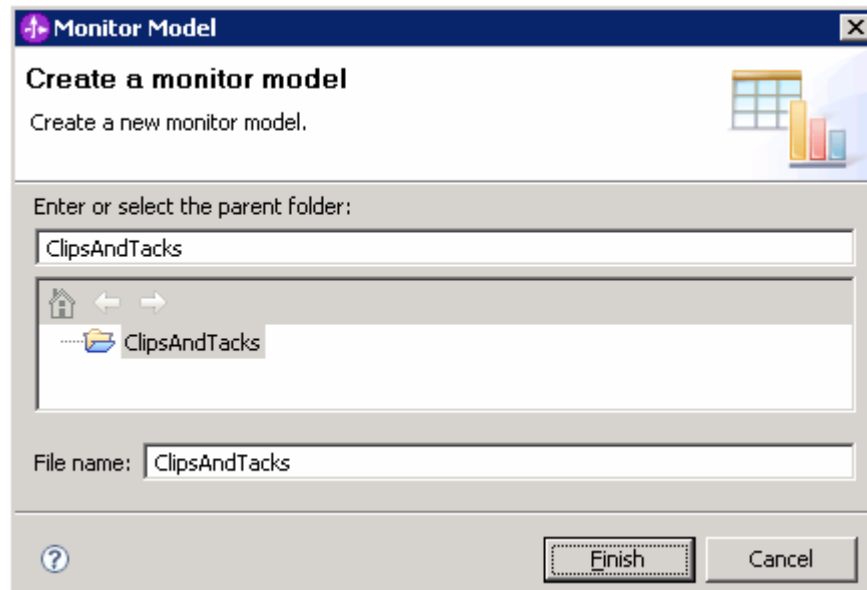 Monitor Model
Create a monitor model
Create a new monitor model.
Enter or select the parent folder:
ClipsAndTacks
ClipsAndTacks
File name: ClipsAndTacks
Finish Cancel